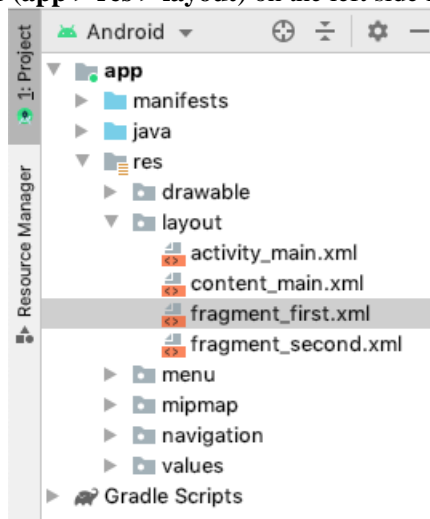 (app > res > layout) on the left side
1: Project
Android
app
manifests
java
res
drawable
layout
activity_main.xml
content_main.xml
fragment_first.xml
fragment_second.xml
menu
mipmap
navigation
values
Gradle Scripts
Resource Manager